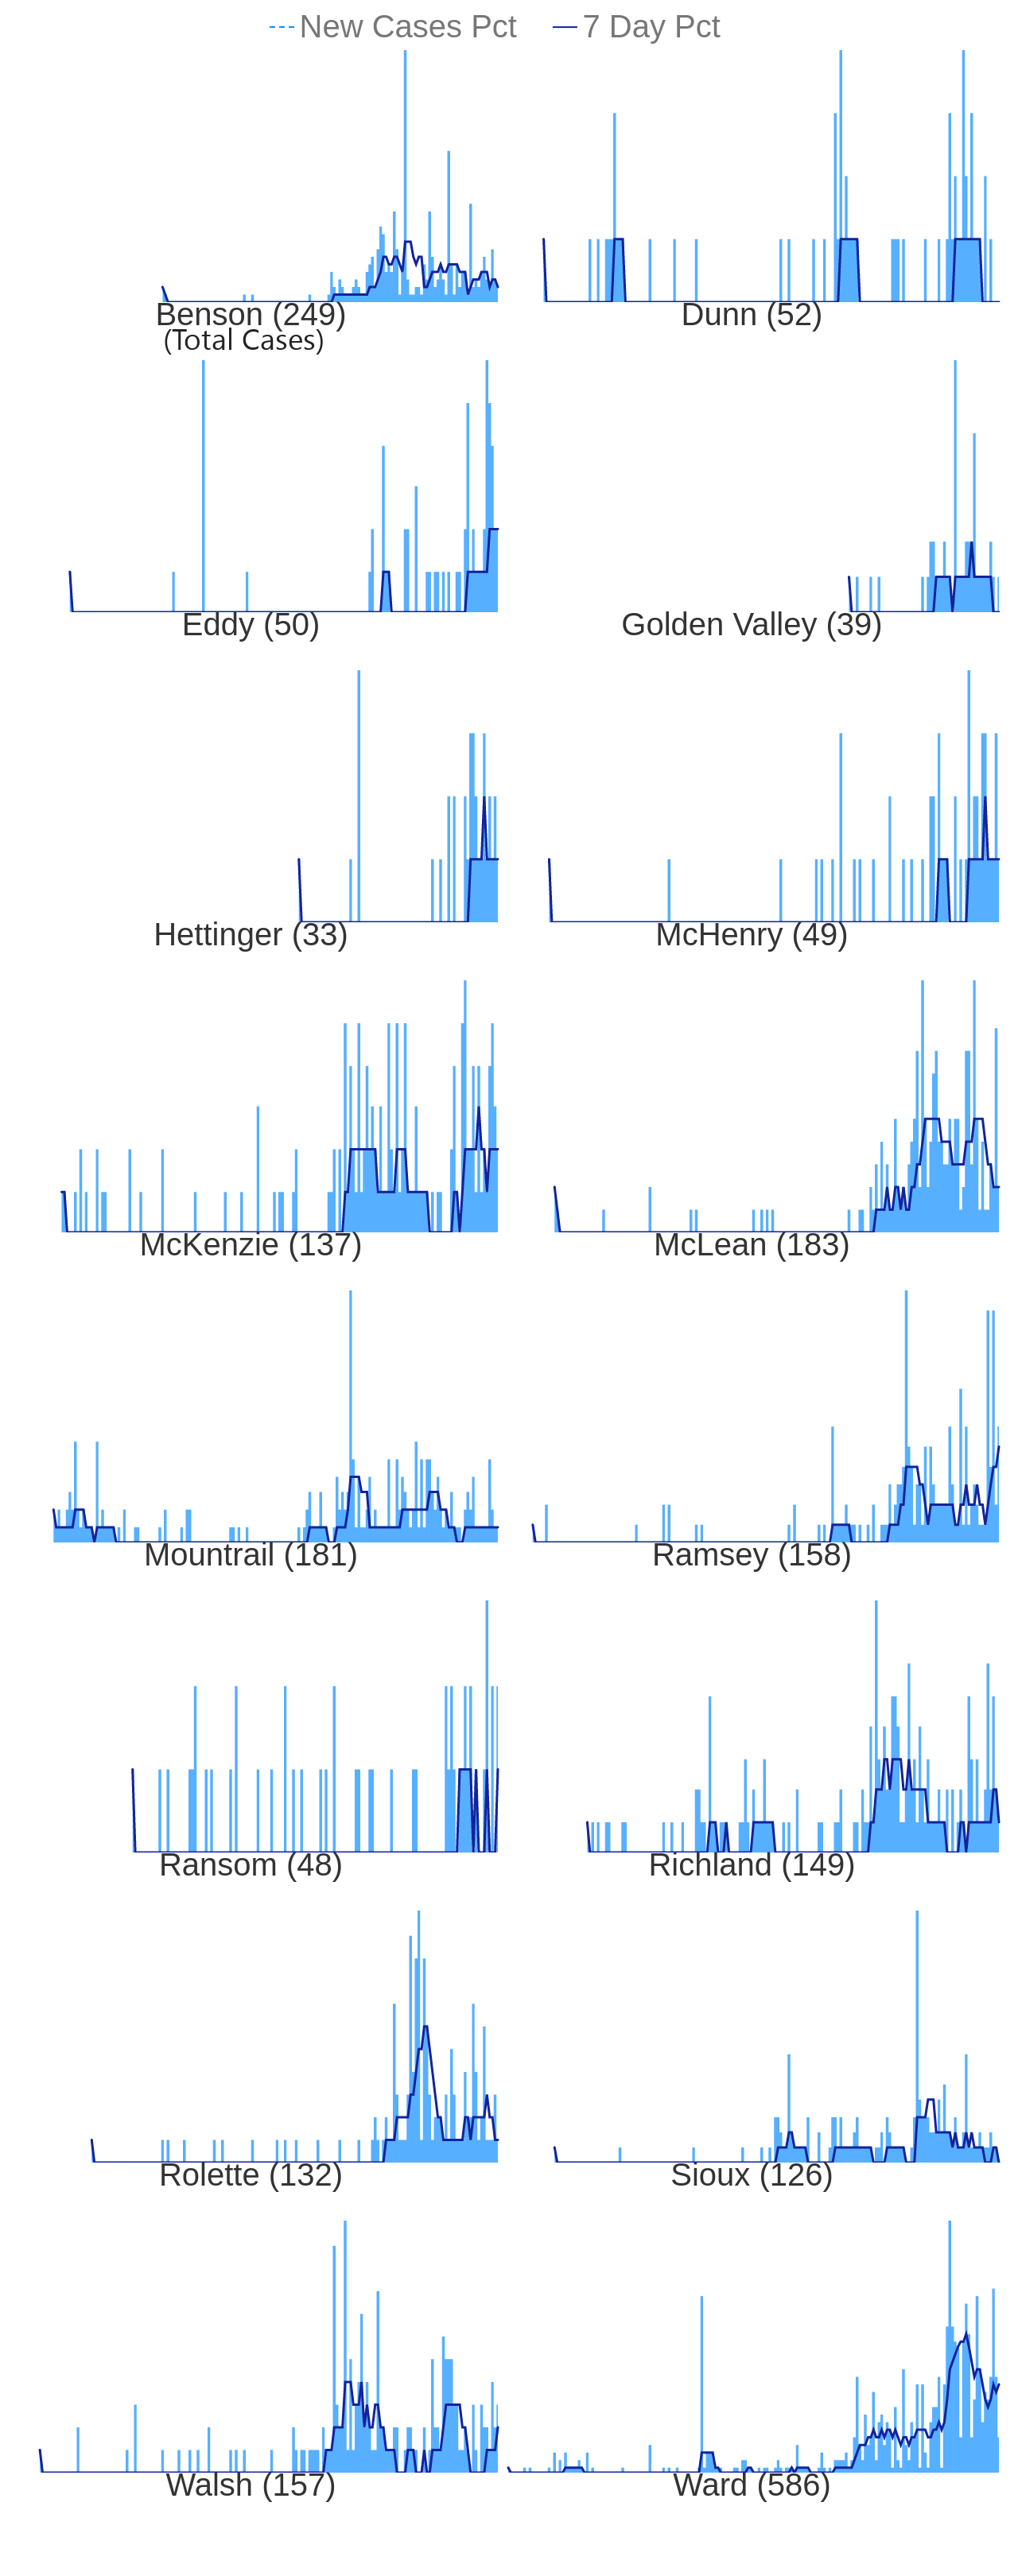 New Cases Pct 7 Day Pct
Benson (249) Dunn (52)
(Total Cases)
Eddy (50) Golden Valley (39)
Hettinger (33) McHenry (49)
McKenzie (137) McLean (183)
Mountrail (181) Ramsey (158)
Ransom (48) Richland (149)
Rolette (132) Sioux (126)
Walsh (157) Ward (586)